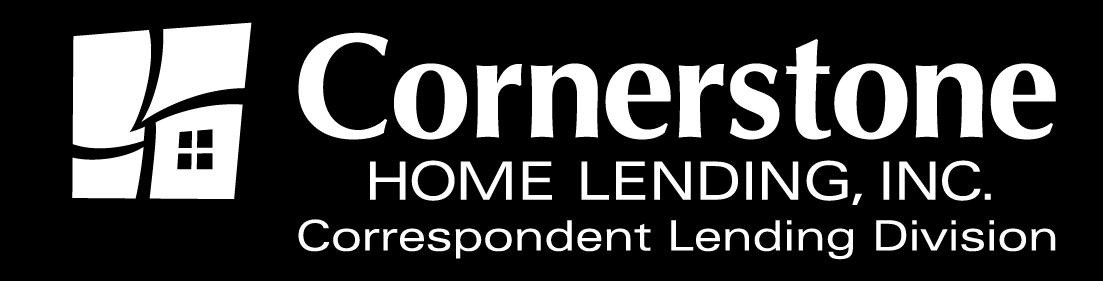 Cornerstone
HOME LENDING, INC.
Correspondent Lending Division